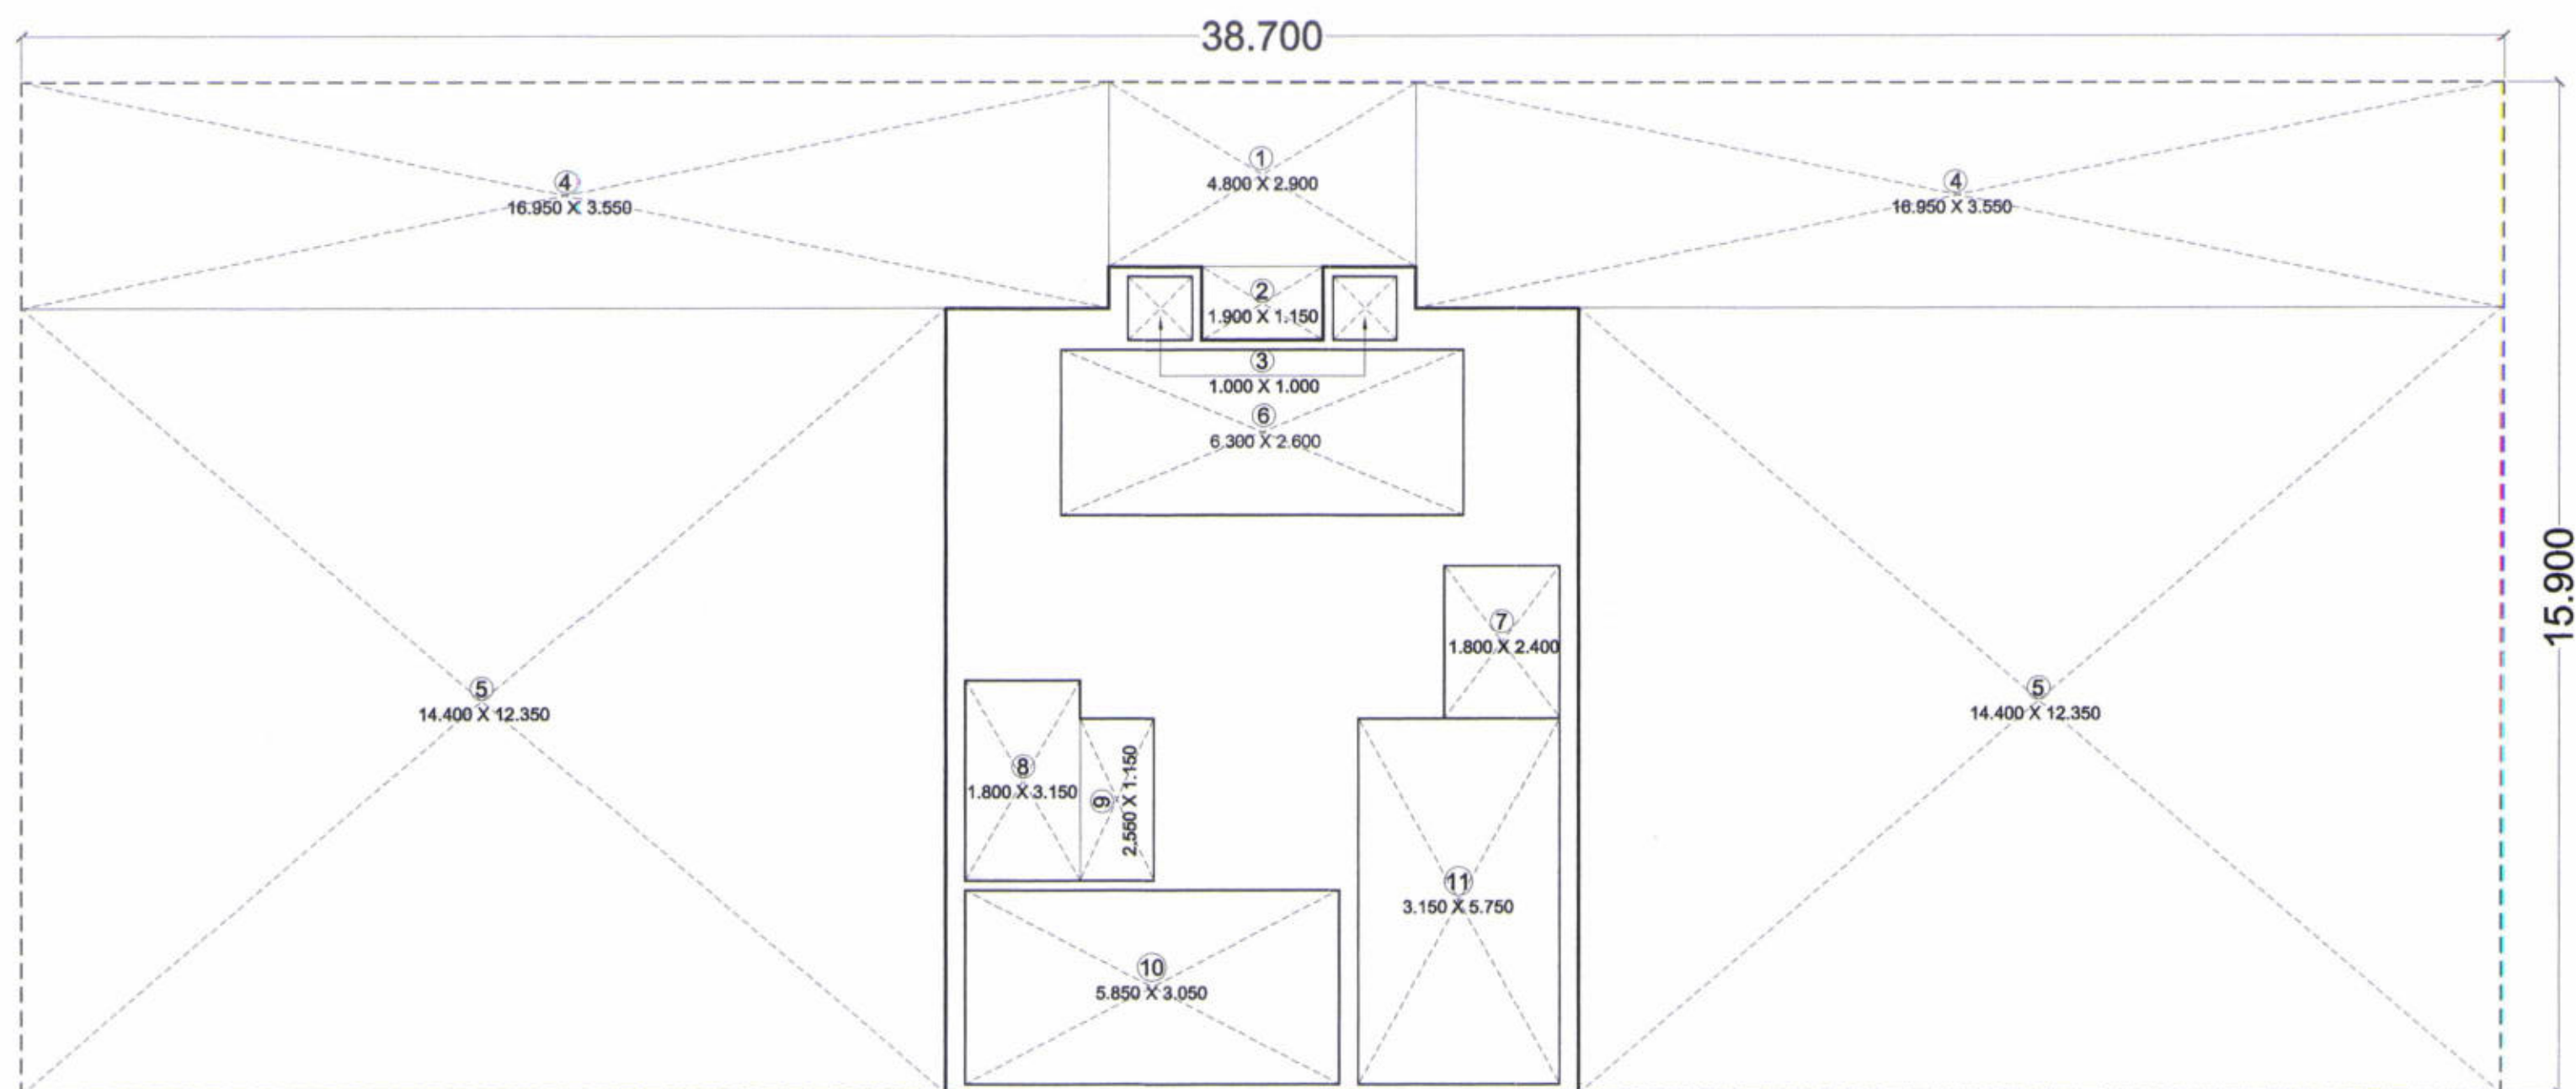 38.700
④
16.950 X 3.550
①
4.800 X 2.900
④
16.950 X 3.550
②
1.900 X 1.150
③
1.000 X 1.000
⑥
6.300 X 2.600
15.900
⑦
1.800 X 2.400
⑤
14.400 X 12.350
⑤
14.400 X 12.350
⑧
1.800 X 3.150
⑨
2.550 X 1.150
⑪
3.150 X 5.750
⑩
5.850 X 3.050